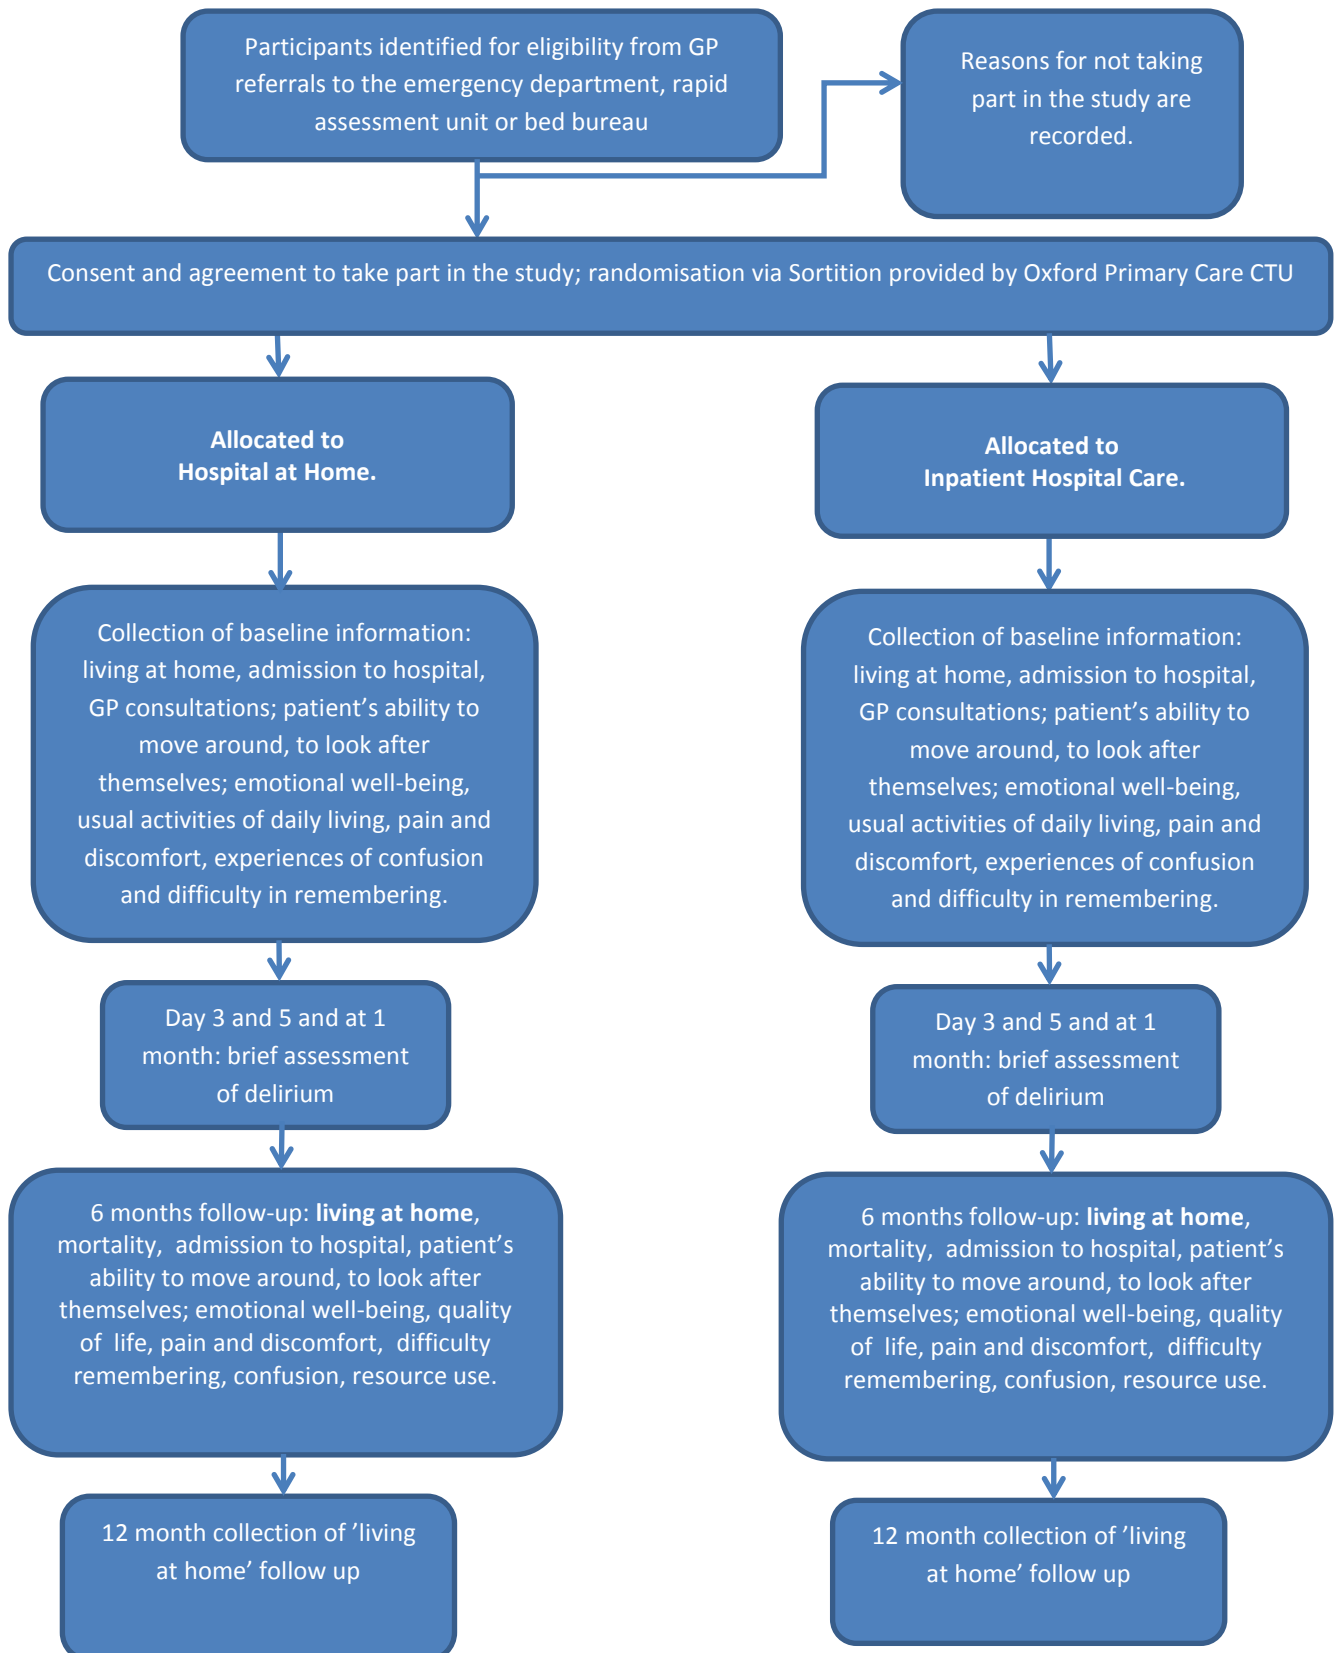 Participants identified for eligibility from GP
referrals to the emergency department, rapid
assessment unit or bed bureau
Reasons for not taking
part in the study are
recorded.
Consent and agreement to take part in the study; randomisation via Sortition provided by Oxford Primary Care CTU
Allocated to
Hospital at Home.
Allocated to
Inpatient Hospital Care.
Collection of baseline information:
living at home, admission to hospital,
GP consultations; patient’s ability to
move around, to look after
themselves; emotional well-being,
usual activities of daily living, pain and
discomfort, experiences of confusion
and difficulty in remembering.
Collection of baseline information:
living at home, admission to hospital,
GP consultations; patient’s ability to
move around, to look after
themselves; emotional well-being,
usual activities of daily living, pain and
discomfort, experiences of confusion
and difficulty in remembering.
Day 3 and 5 and at 1
month: brief assessment
of delirium
Day 3 and 5 and at 1
month: brief assessment
of delirium
6 months follow-up: living at home,
mortality, admission to hospital, patient’s
ability to move around, to look after
themselves; emotional well-being, quality
of life, pain and discomfort, difficulty
remembering, confusion, resource use.
6 months follow-up: living at home,
mortality, admission to hospital, patient’s
ability to move around, to look after
themselves; emotional well-being, quality
of life, pain and discomfort, difficulty
remembering, confusion, resource use.
12 month collection of ’living
at home’ follow up
12 month collection of ’living
at home’ follow up